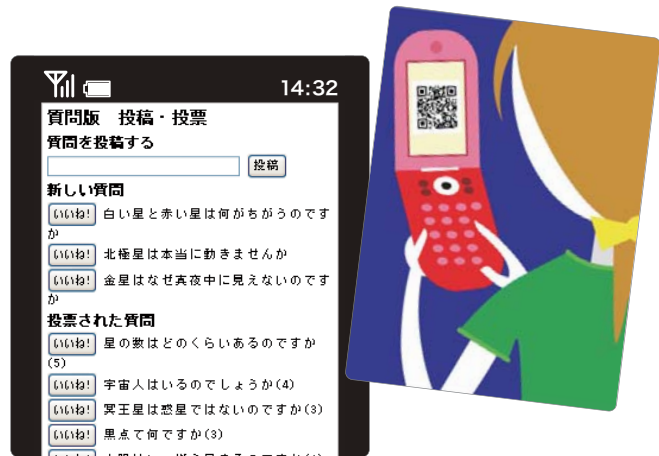 14:32
質問版　投稿・投票
質問を投稿する
投稿
新しい質問
いいね! 白い星と赤い星は何がちがうのです
か
いいね! 北極星は本当に動きませんか
いいね! 金星はなぜ真夜中に見えないのです
か
投票された質問
いいね! 星の数はどのくらいあるのですか
(5)
いいね! 宇宙人はいるのでしょうか(4)
いいね! 冥王星は惑星ではないのですか(3)
いいね! 黒点て何ですか(3)